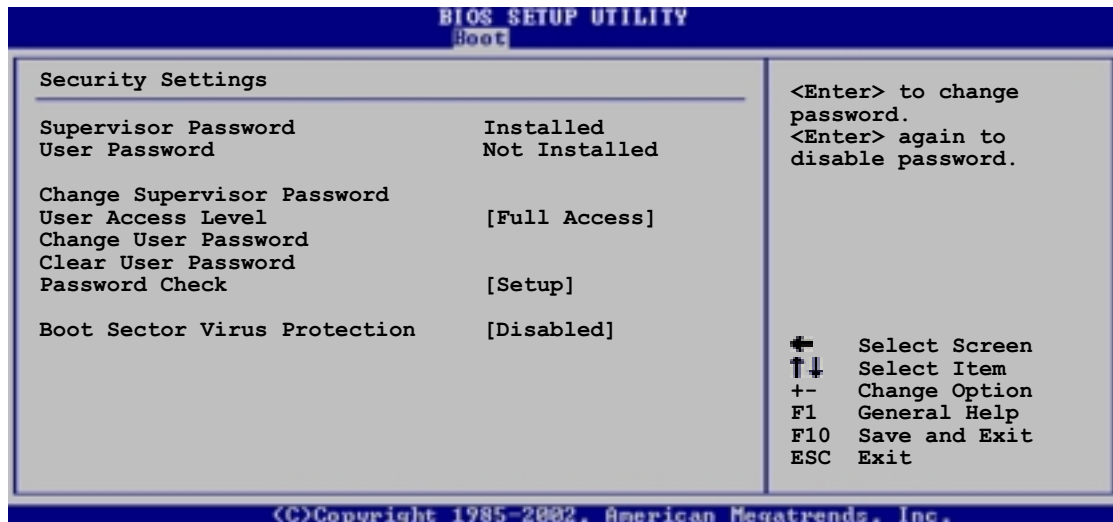 BIOS SETUP UTILITY
Boot
Security Settings
Supervisor Password Installed
User Password Not Installed
Change Supervisor Password
User Access Level [Full Access]
Change User Password
Clear User Password
Password Check [Setup]
Boot Sector Virus Protection [Disabled]
<Enter> to change
password.
<Enter> again to
disable password.
← Select Screen
↑↓ Select Item
+- Change Option
F1 General Help
F10 Save and Exit
ESC Exit
(C)Copyright 1985-2002, American Megatrends, Inc.